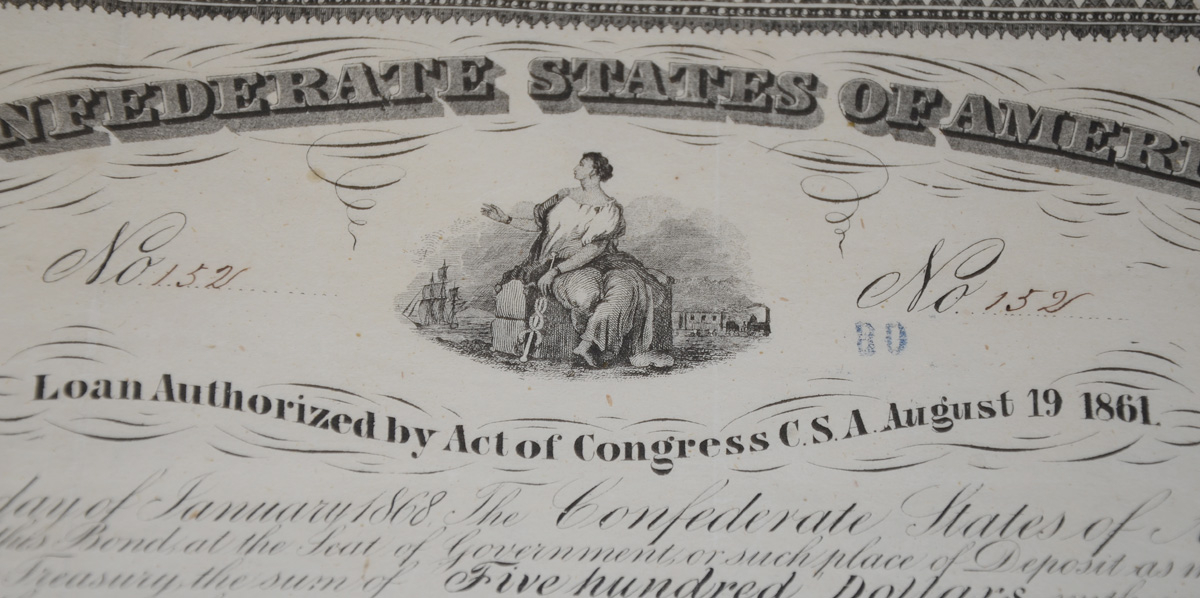 NFEDERATE STATES OF AMERI
No. 152 No. 152
Loan Authorized by Act of Congress C.S.A. August 19 1861.
day of January 1868 The Confederate States of
this Bond, at the Seat of Government, or such place of Deposit as
Treasury, the sum of Five hundred Dollars